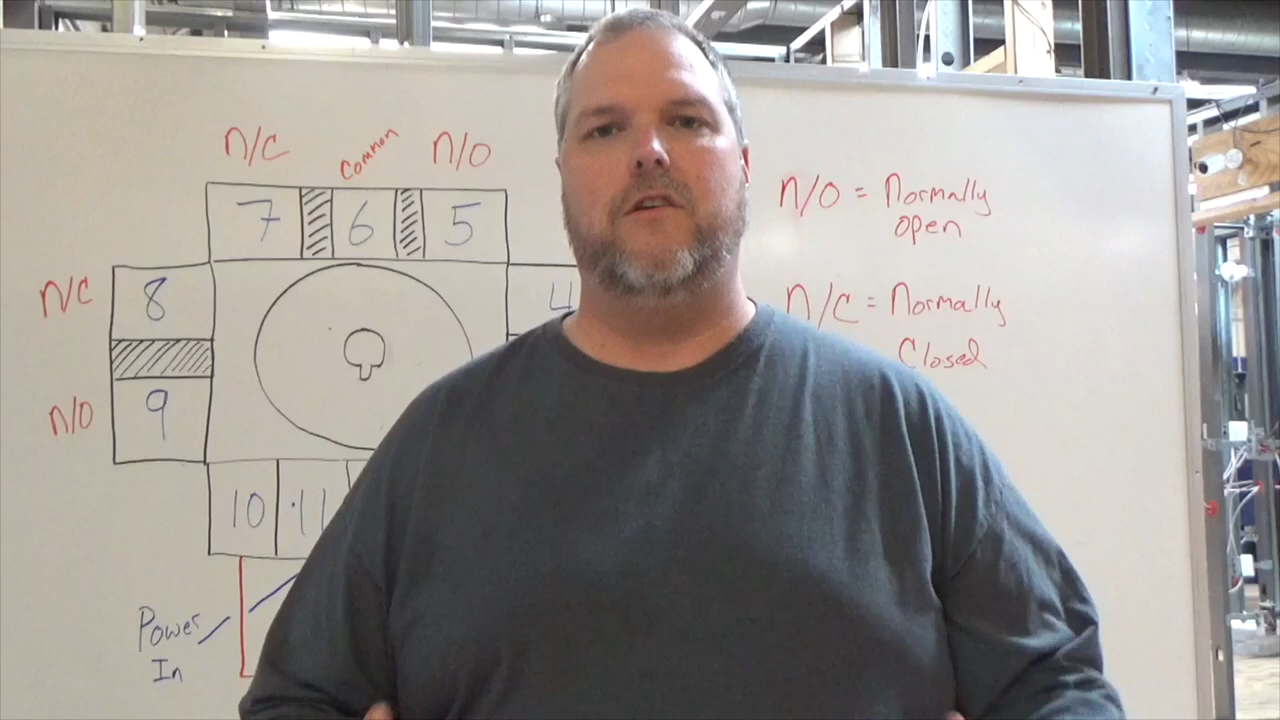 n/c
common
n/o
7
6
5
n/o = Normally
open
n/c
8
4
n/c = Normally
Closed
n/o
9
10
11
Power
In